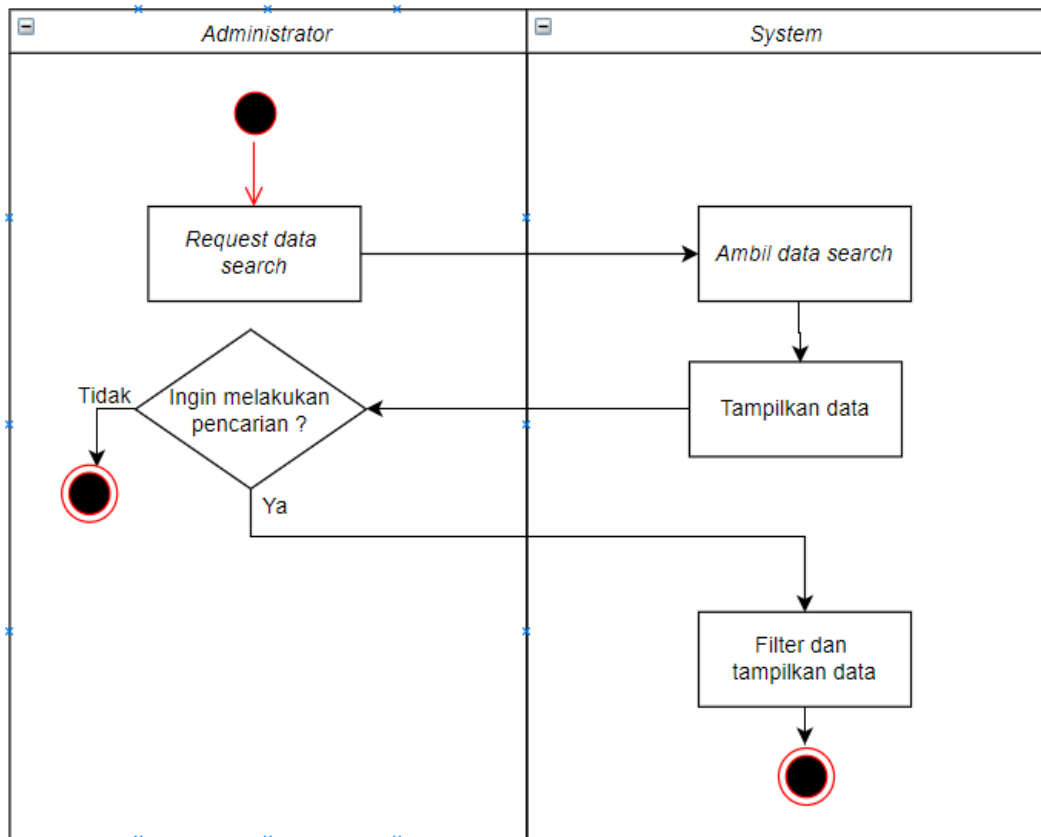 Administrator
System
Request data
search
Ambil data search
Tidak
Ingin melakukan
pencarian ?
Tampilkan data
Ya
Filter dan
tampilkan data